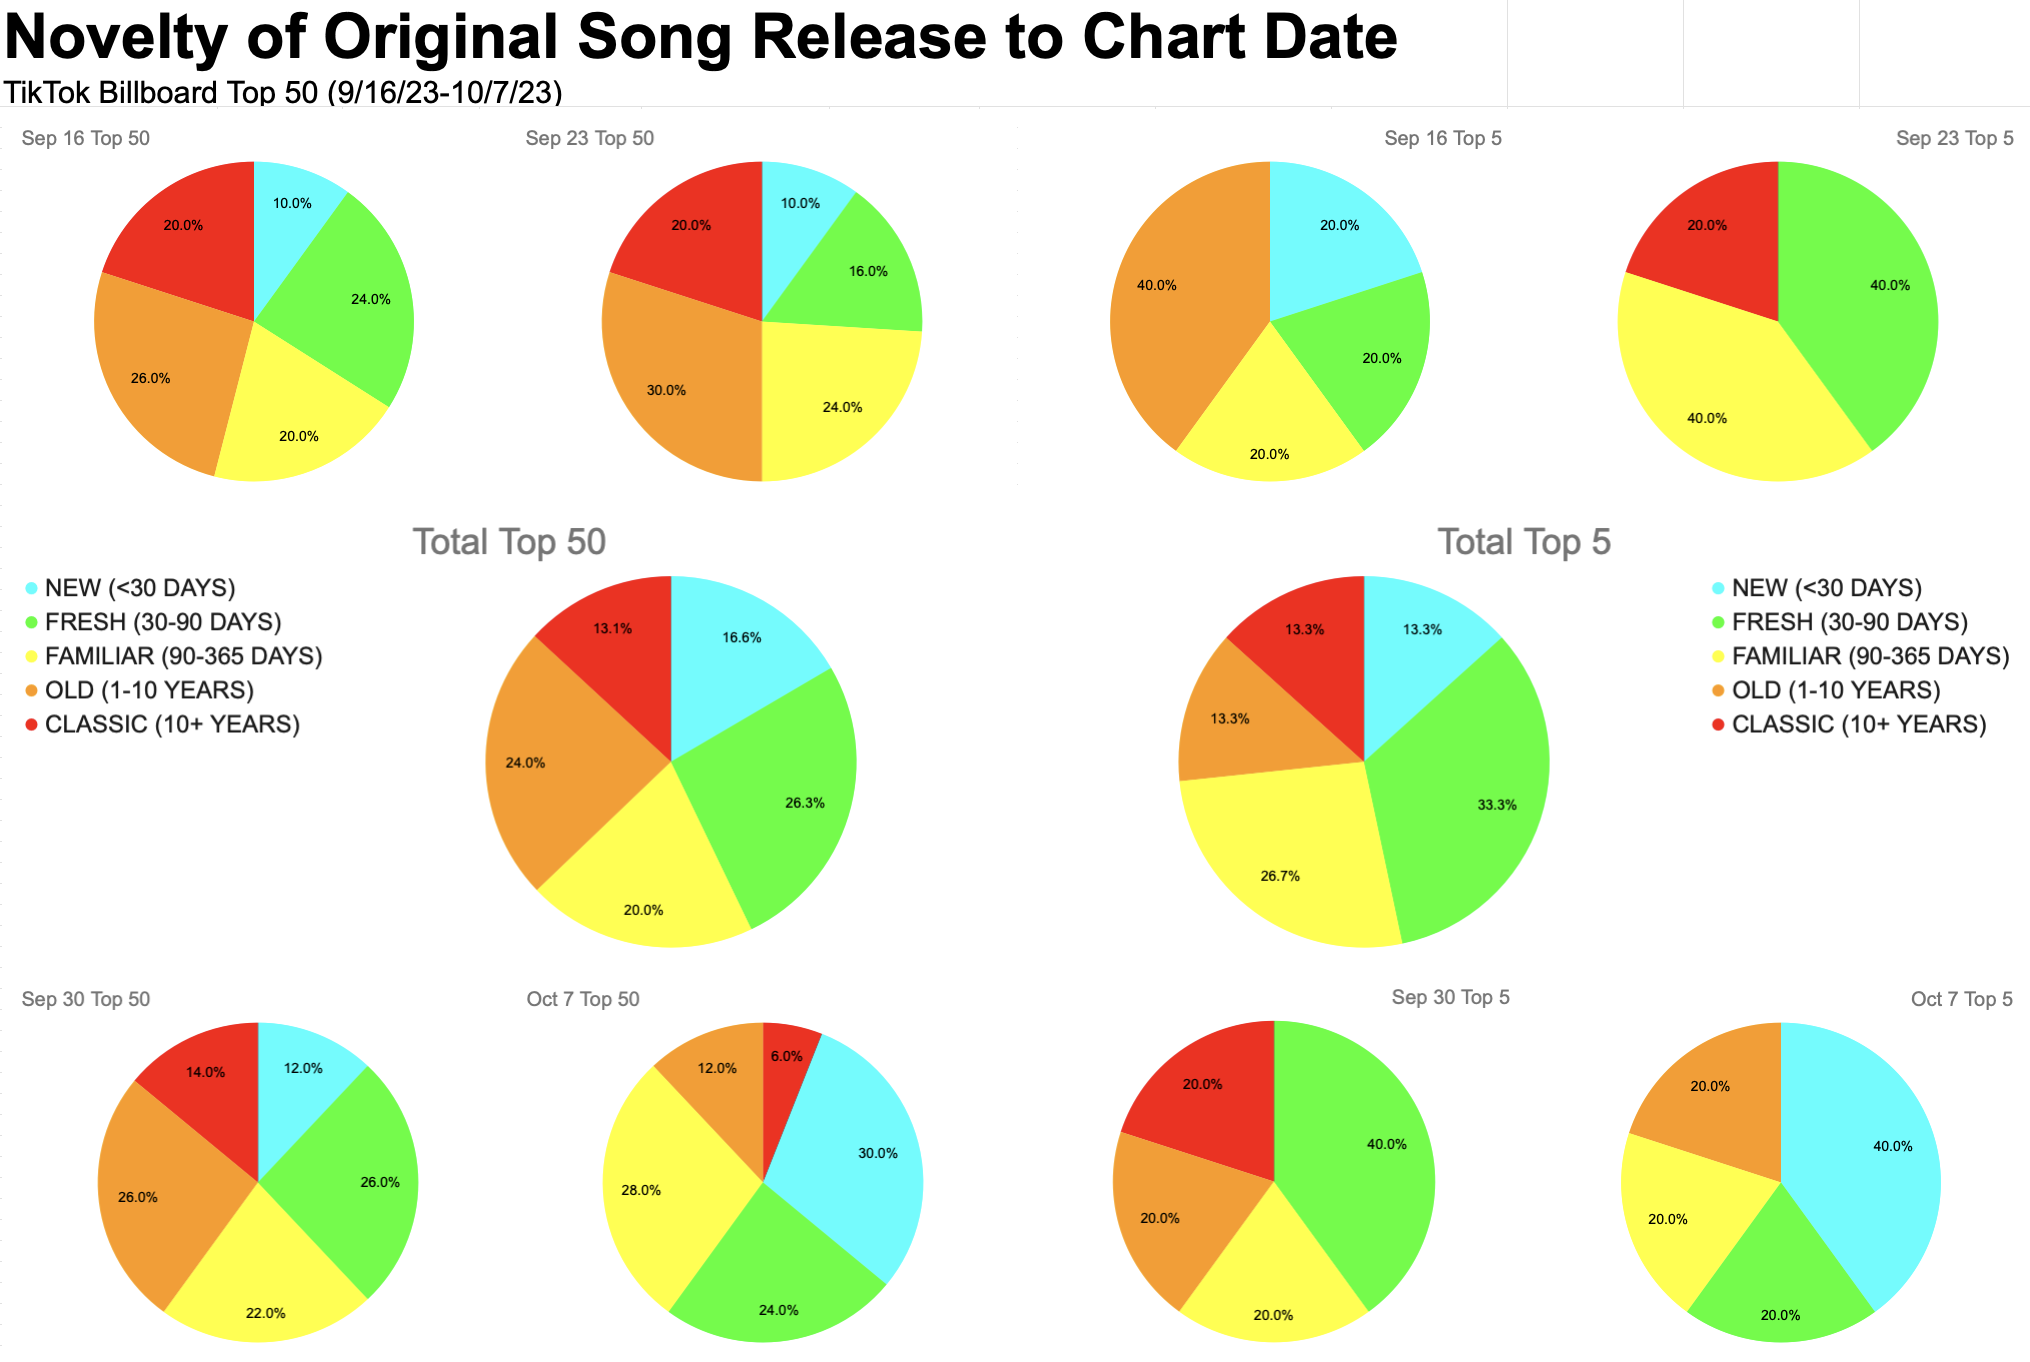 Novelty of Original Song Release to Chart Date
TikTok Billboard Top 50 (9/16/23-10/7/23)
Sep 16 Top 50
10.0%
24.0%
20.0%
26.0%
20.0%
Sep 23 Top 50
10.0%
16.0%
24.0%
30.0%
20.0%
Sep 16 Top 5
20.0%
20.0%
20.0%
40.0%
Sep 23 Top 5
40.0%
40.0%
20.0%
Total Top 50
NEW (<30 DAYS)
FRESH (30-90 DAYS)
FAMILIAR (90-365 DAYS)
OLD (1-10 YEARS)
CLASSIC (10+ YEARS)
16.6%
26.3%
20.0%
24.0%
13.1%
Total Top 5
13.3%
33.3%
26.7%
13.3%
13.3%
NEW (<30 DAYS)
FRESH (30-90 DAYS)
FAMILIAR (90-365 DAYS)
OLD (1-10 YEARS)
CLASSIC (10+ YEARS)
Sep 30 Top 50
12.0%
26.0%
22.0%
26.0%
14.0%
Oct 7 Top 50
6.0%
30.0%
24.0%
28.0%
12.0%
Sep 30 Top 5
40.0%
20.0%
20.0%
20.0%
Oct 7 Top 5
40.0%
20.0%
20.0%
20.0%